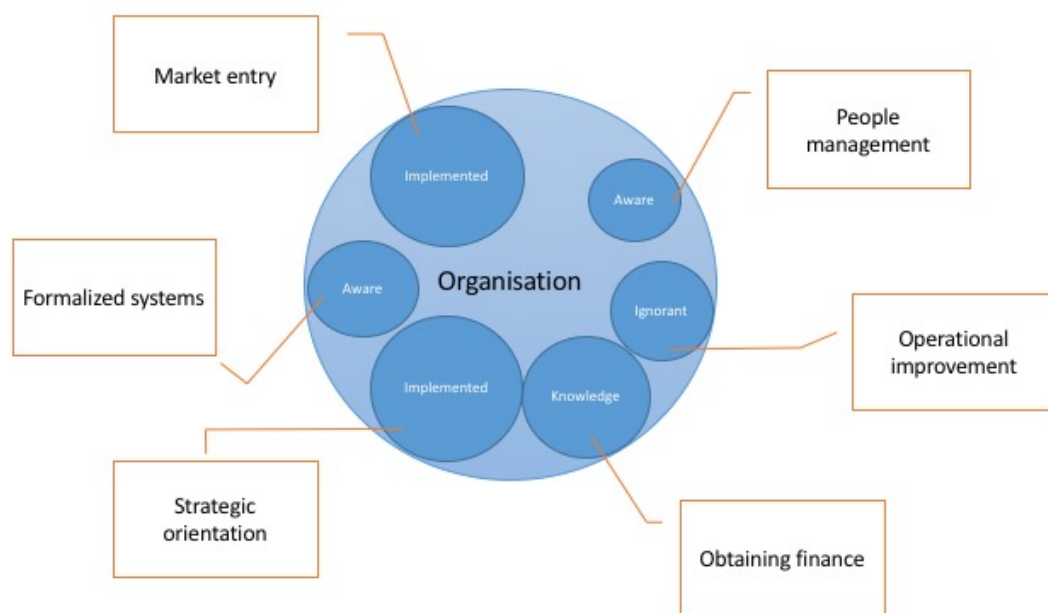 Market entry
People
management
Implemented
Aware
Organisation
Aware
Formalized systems
Ignorant
Operational
improvement
Implemented
Knowledge
Strategic
orientation
Obtaining finance